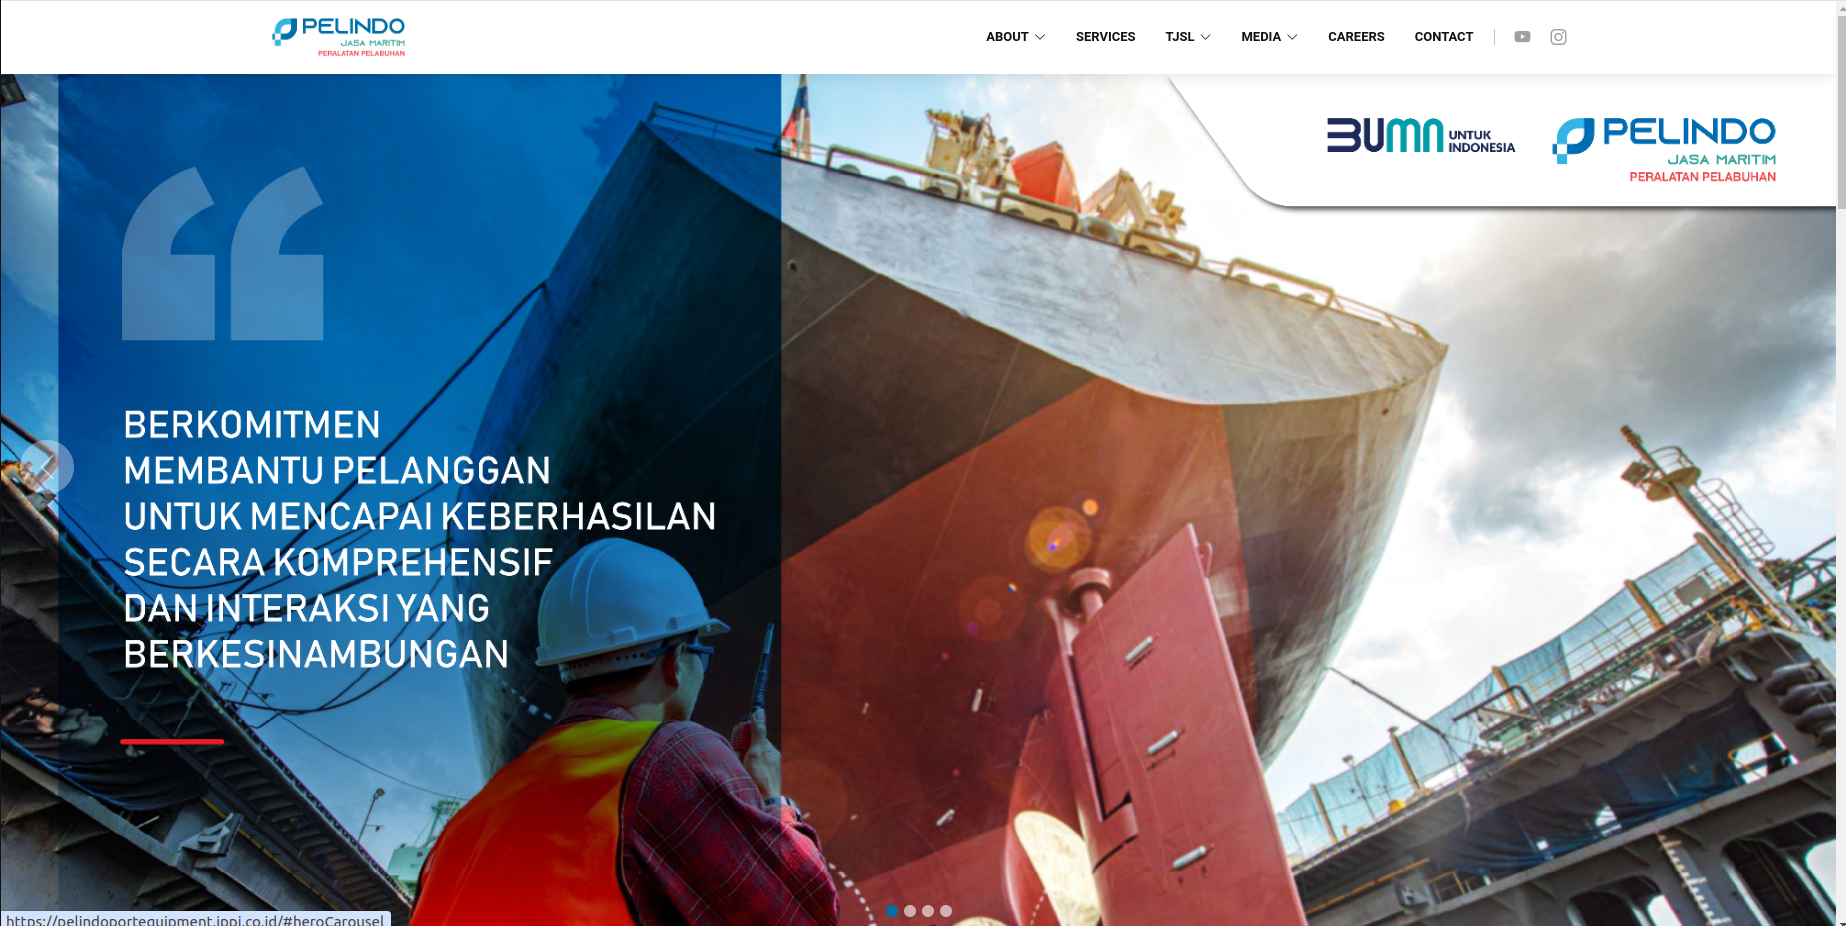 PELINDO
JASA MARITIM
PERALATAN PELABUHAN
ABOUT
SERVICES
TJSL
MEDIA
CAREERS
CONTACT
BUMN UNTUK INDONESIA
PELINDO
JASA MARITIM
PERALATAN PELABUHAN
BERKOMITMEN
MEMBANTU PELANGGAN
UNTUK MENCAPAI KEBERHASILAN
SECARA KOMPREHENSIF
DAN INTERAKSI YANG
BERKESINAMBUNGAN
https://pelindoportequipment.ippi.co.id/#heroCarousel